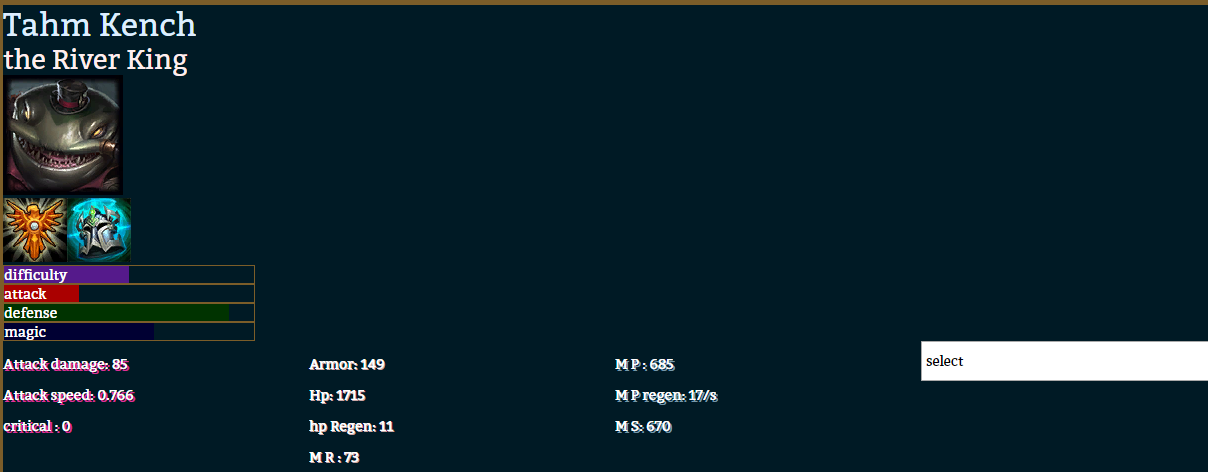 Tahm Kench
the River King
difficulty
attack
defense
magic
Attack damage: 85
Attack speed: 0.766
critical : 0
Armor: 149
Hp: 1715
hp Regen: 11
M R : 73
M P : 685
M P regen: 17/s
M S: 670
select